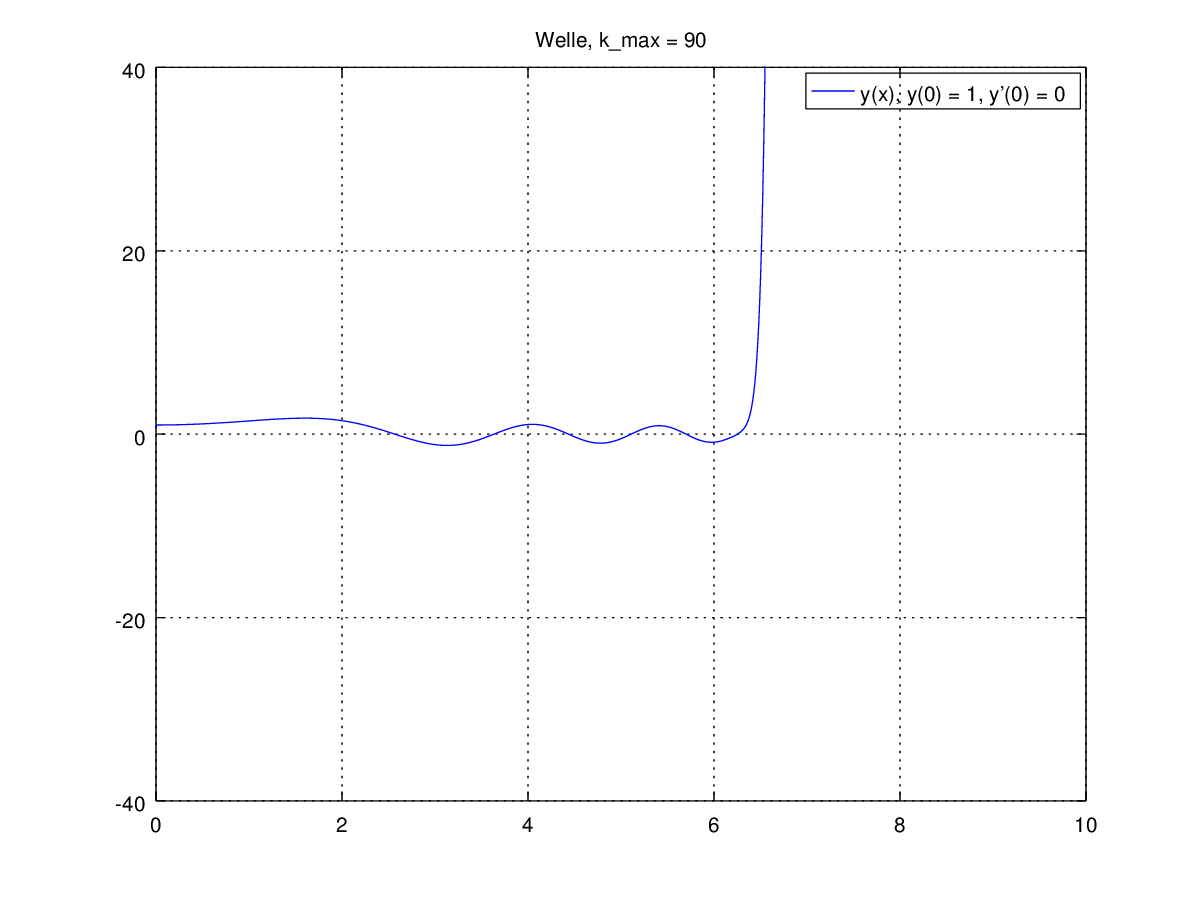 Welle, k_max = 90
y(x), y(0) = 1, y'(0) = 0
40
20
0
-20
-40
0 2 4 6 8 10